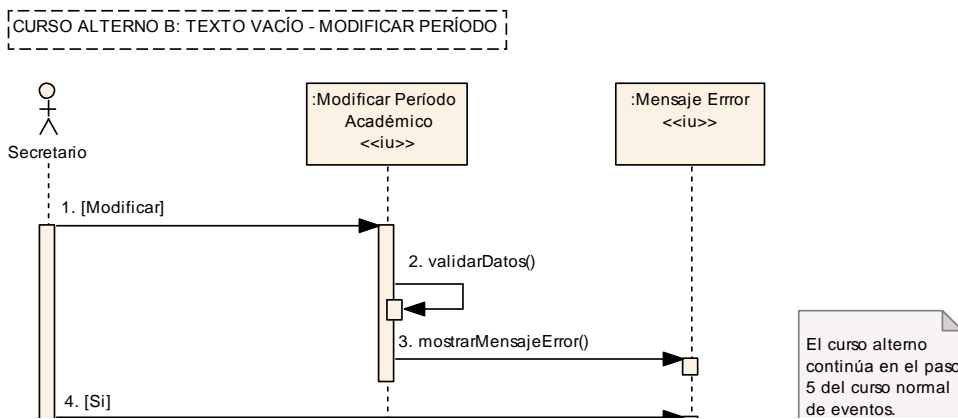 CURSO ALTERNO B: TEXTO VACÍO - MODIFICAR PERÍODO
Secretario
:Modificar Período
Académico
<<iu>>
:Mensaje Errror
<<iu>>
1. [Modificar]
2. validarDatos()
3. mostrarMensajeError()
4. [Si]
El curso alterno
continúa en el paso
5 del curso normal
de eventos.